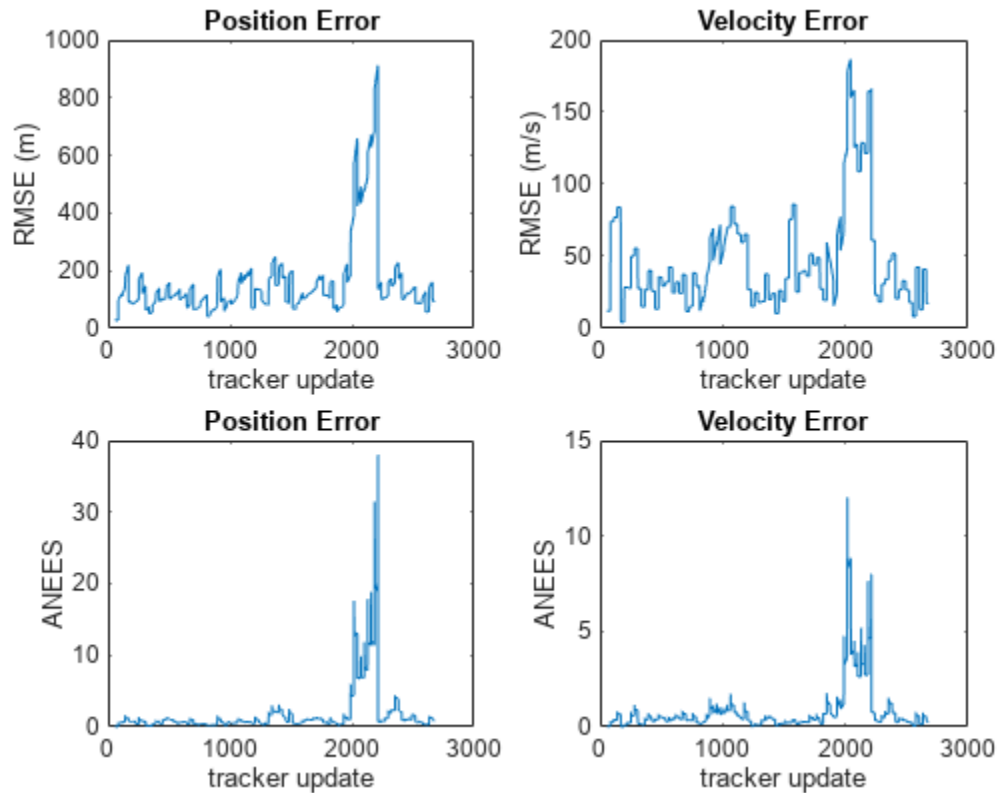 Position Error
1000
800
600
400
200
0
RMSE (m)
0 1000 2000 3000
tracker update
Velocity Error
200
150
100
50
0
RMSE (m/s)
0 1000 2000 3000
tracker update
Position Error
40
30
20
10
0
ANEES
0 1000 2000 3000
tracker update
Velocity Error
15
10
5
0
ANEES
0 1000 2000 3000
tracker update